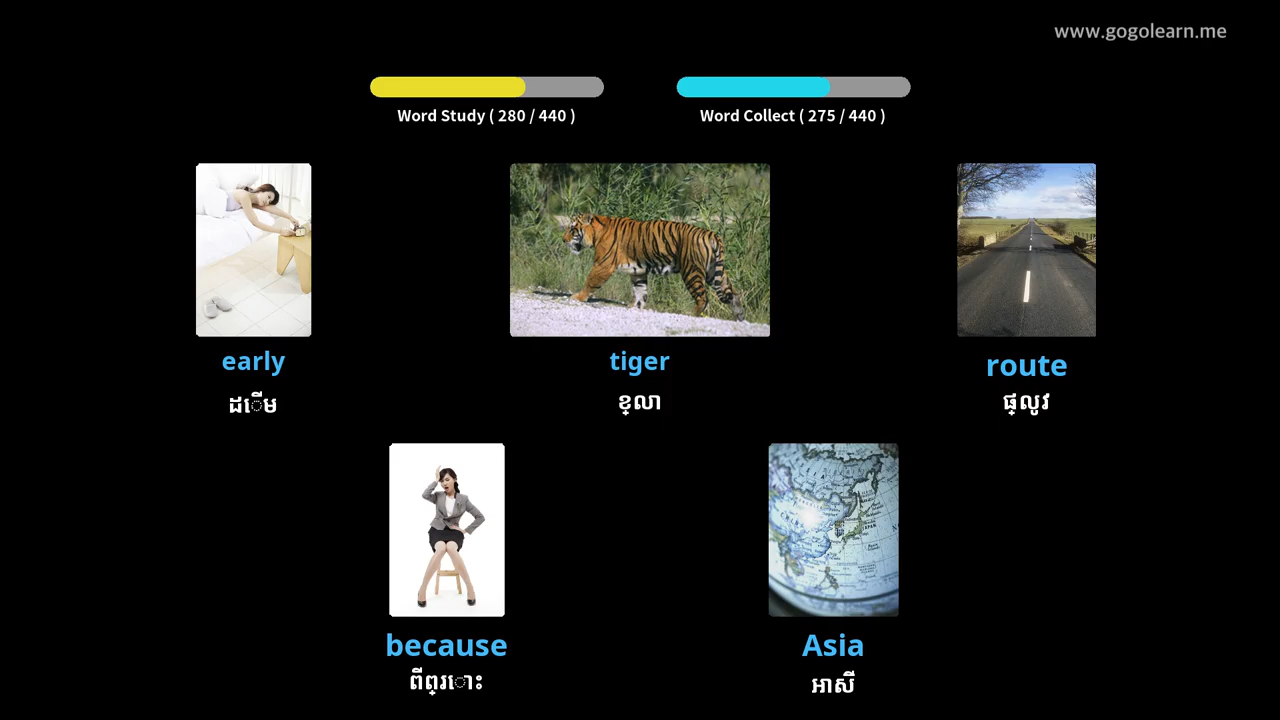 www.gogolearn.me
Word Study ( 280 / 440 )
Word Collect ( 275 / 440 )
early
ដើម
tiger
ខ្លា
route
ផ្លូវ
because
ពីព្រោះ
Asia
អាស៊ី